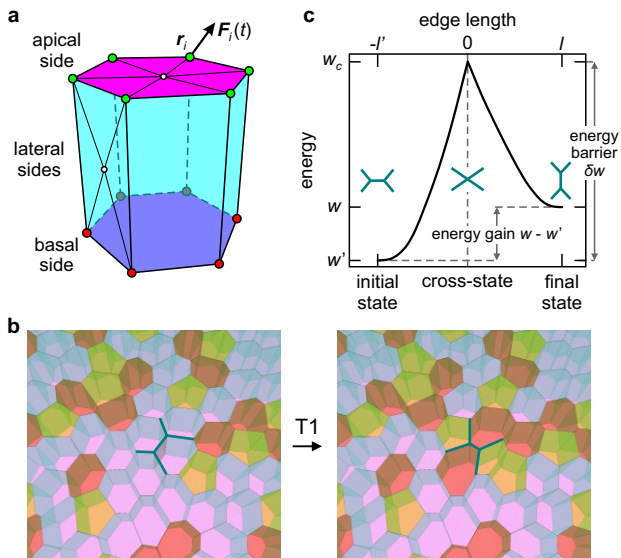 a
r_i
F_i(t)
apical
side
lateral
sides
basal
side
c
edge length
-l'
0
l
energy
w_c
w
w'
energy
barrier
δw
energy gain w - w'
initial
state
cross-state
final
state
b
T1